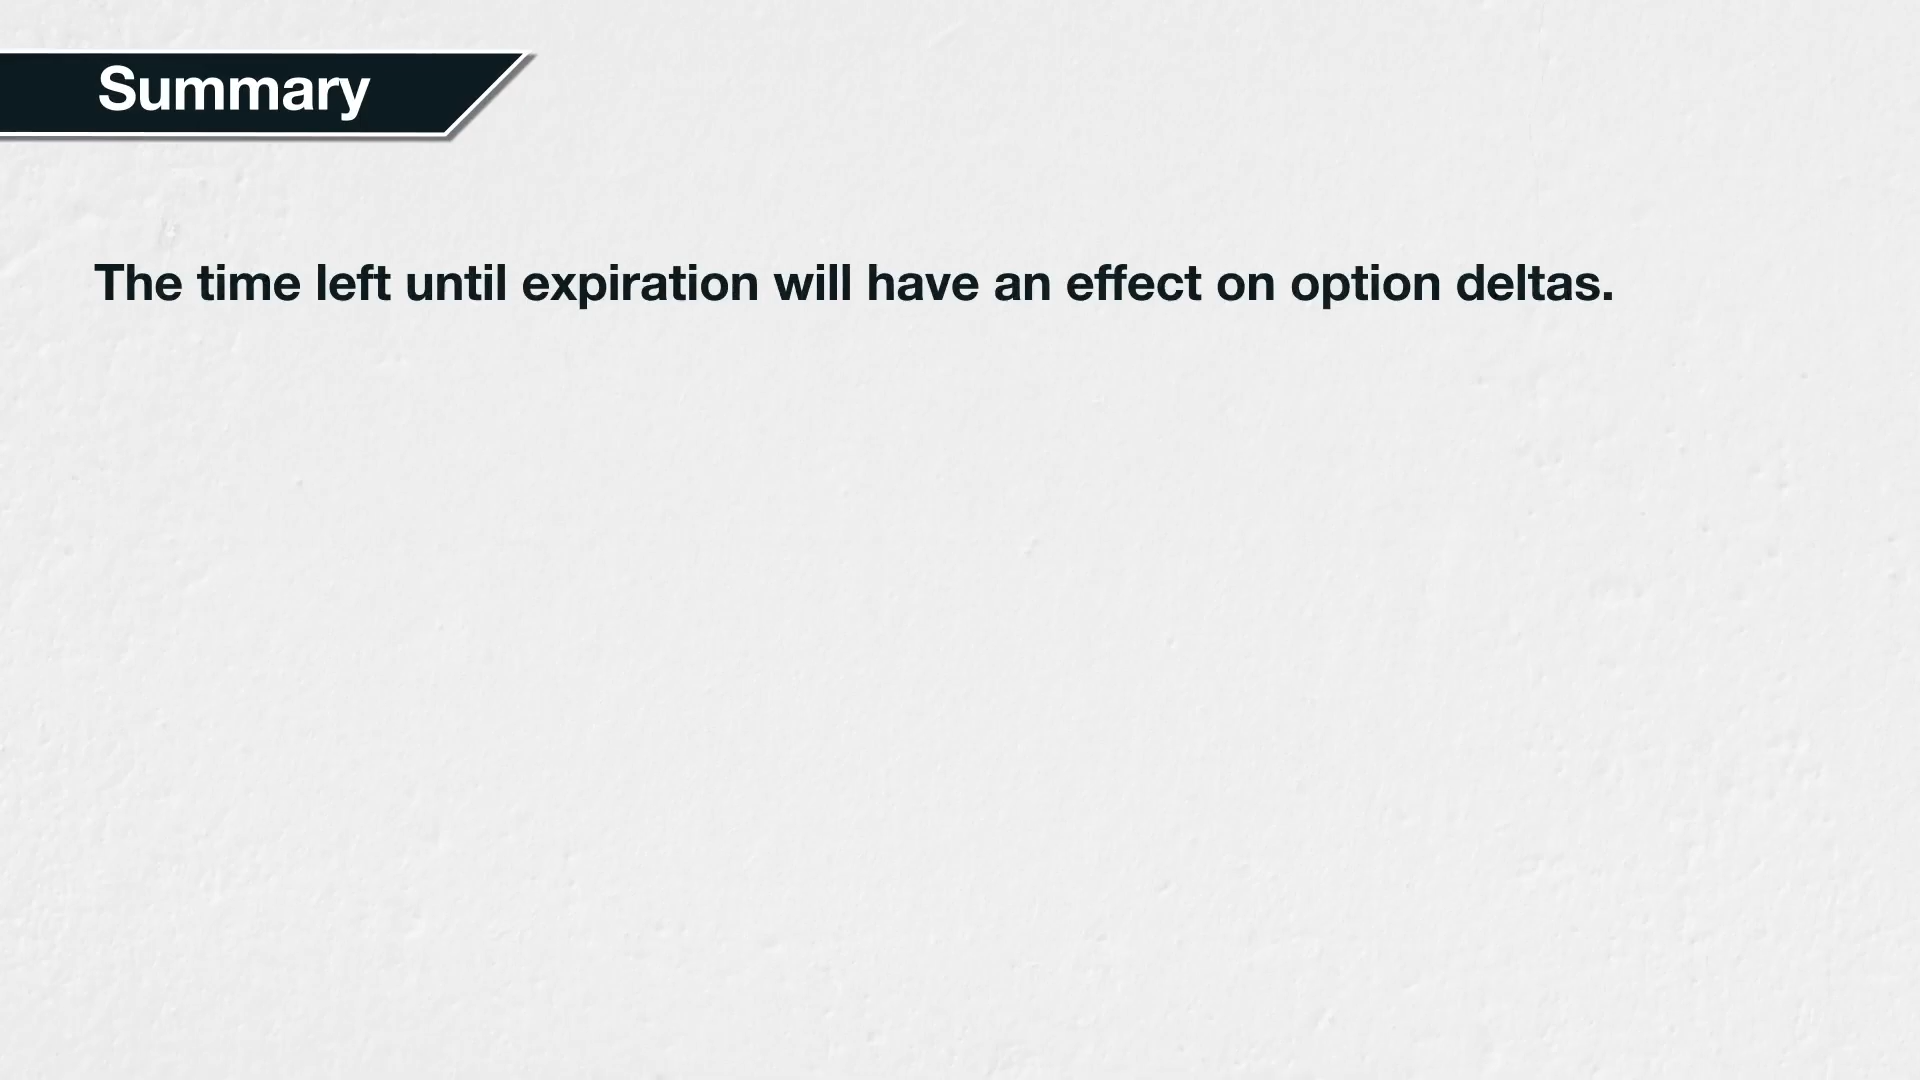 Summary
The time left until expiration will have an effect on option deltas.